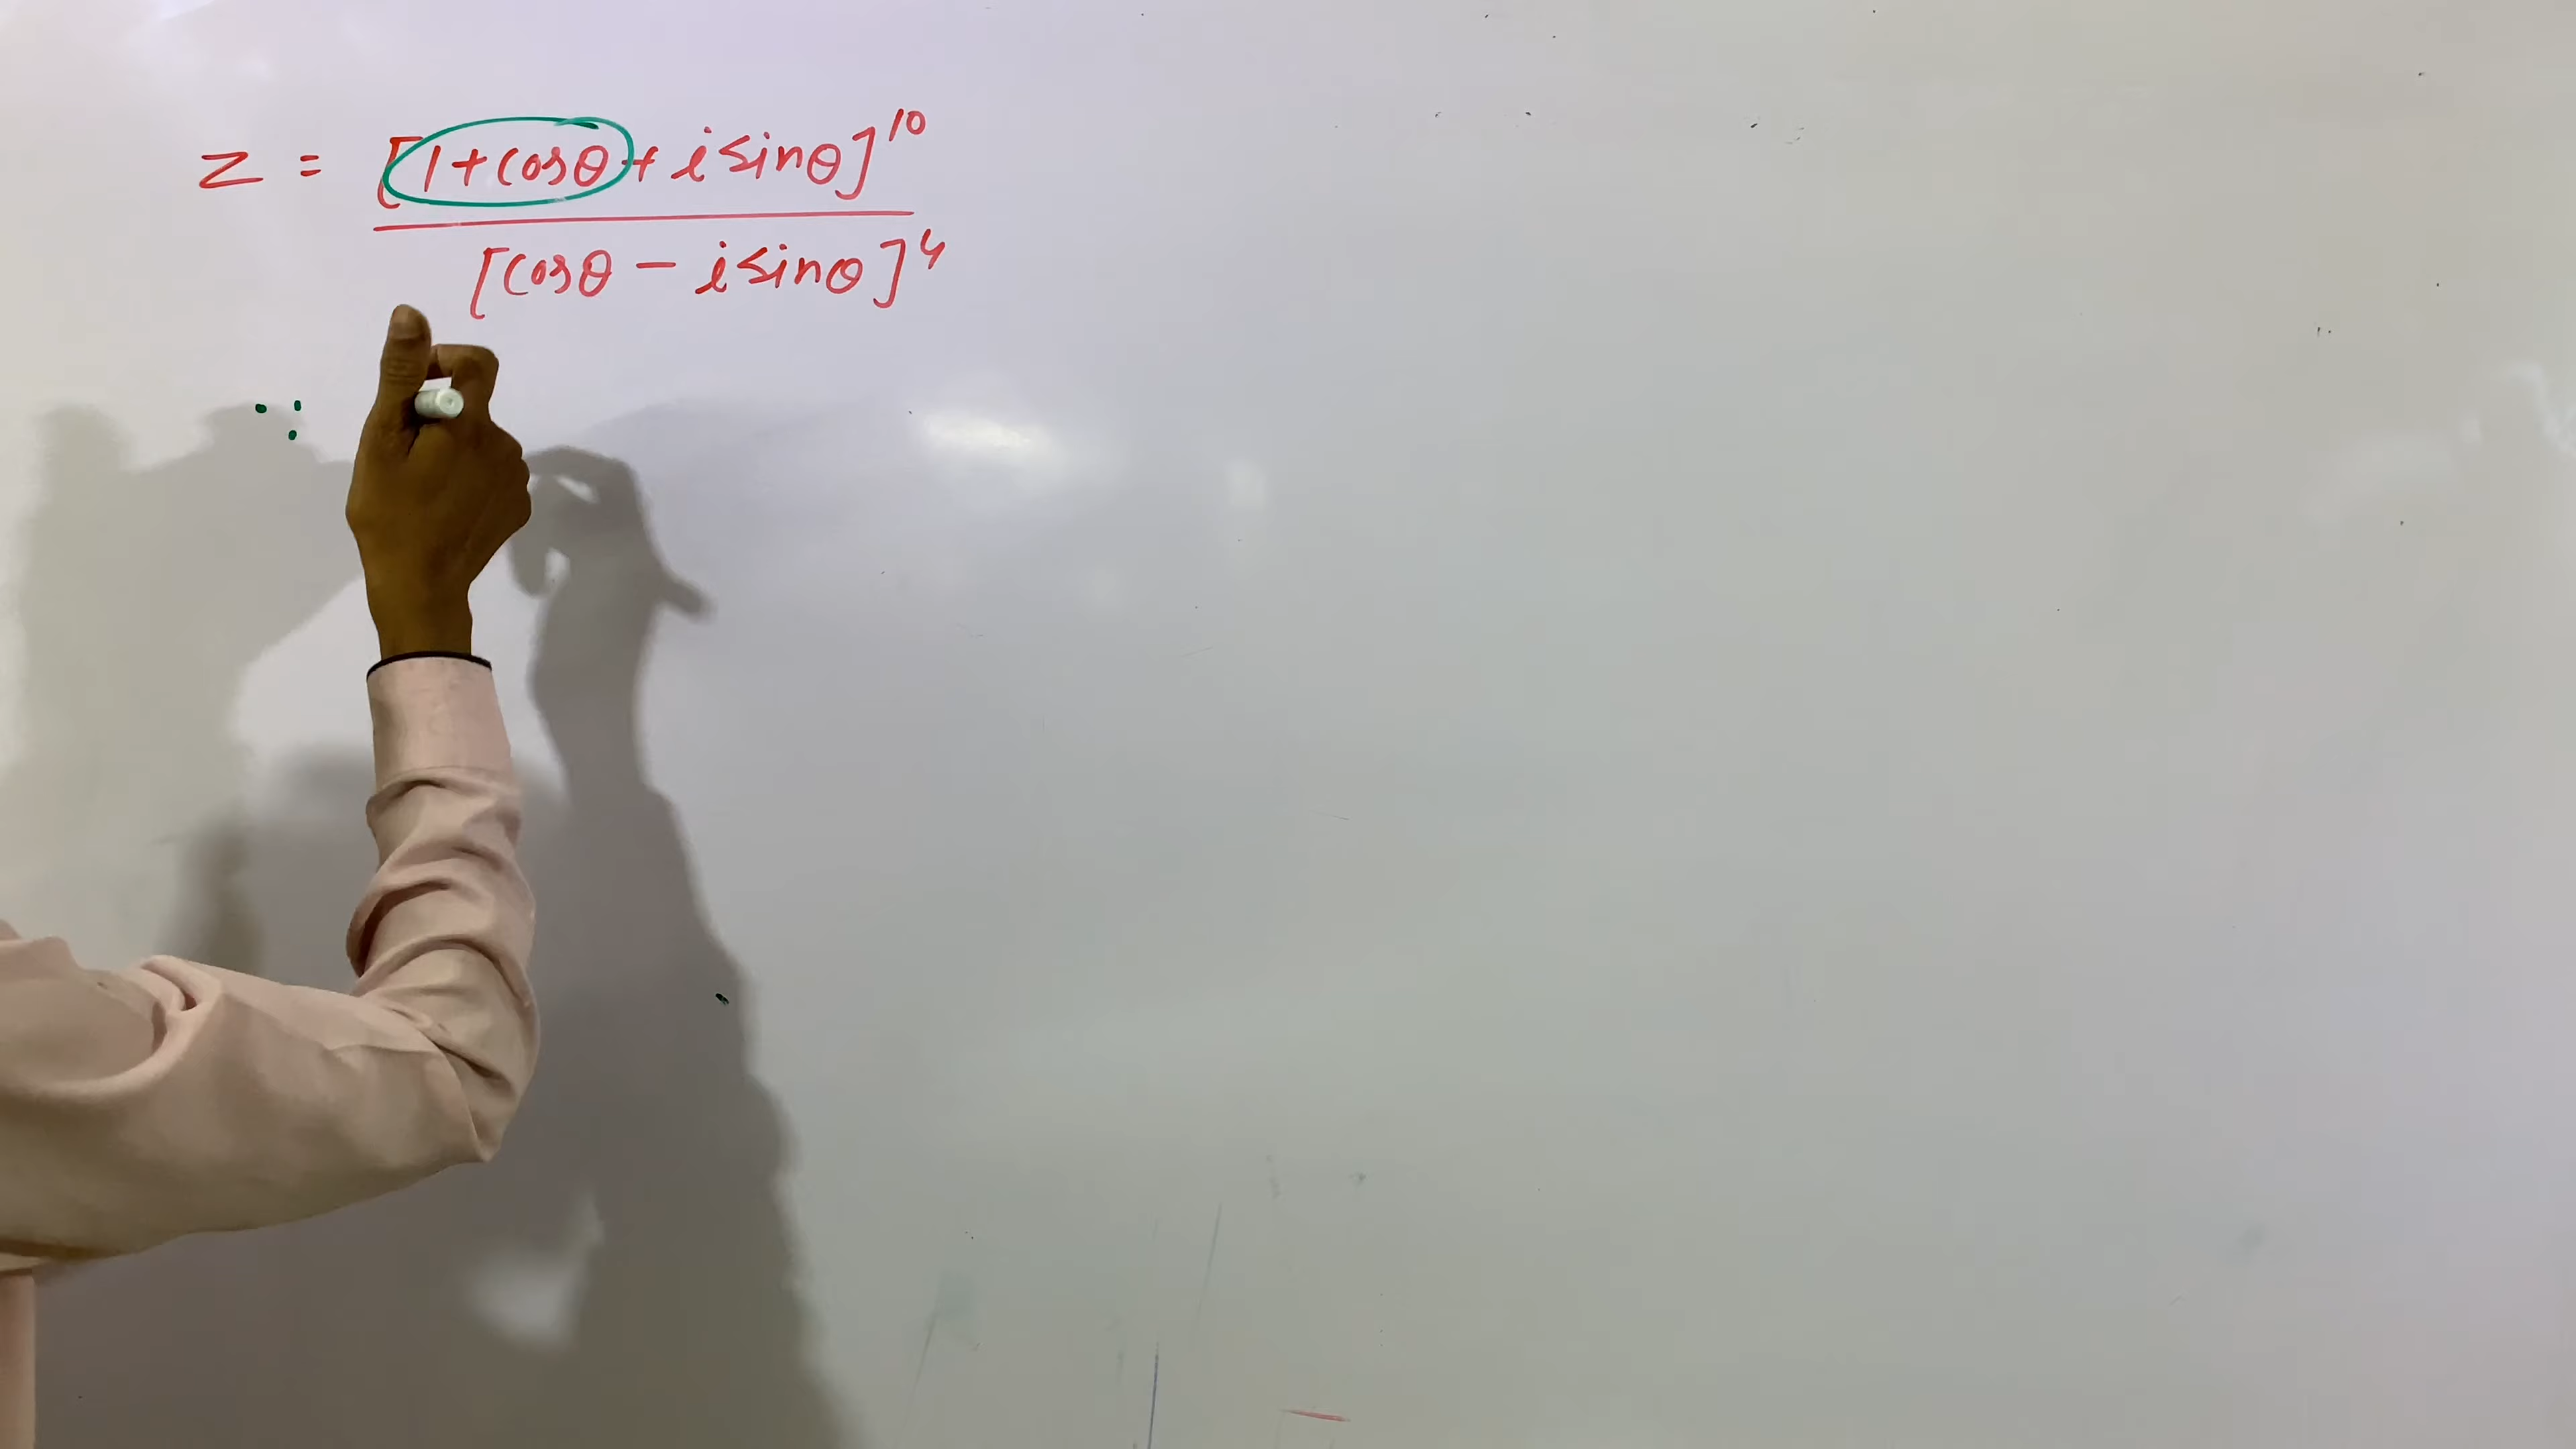 z = [1+cosθ + i sinθ]^10
[cosθ - i sinθ]^4
∵